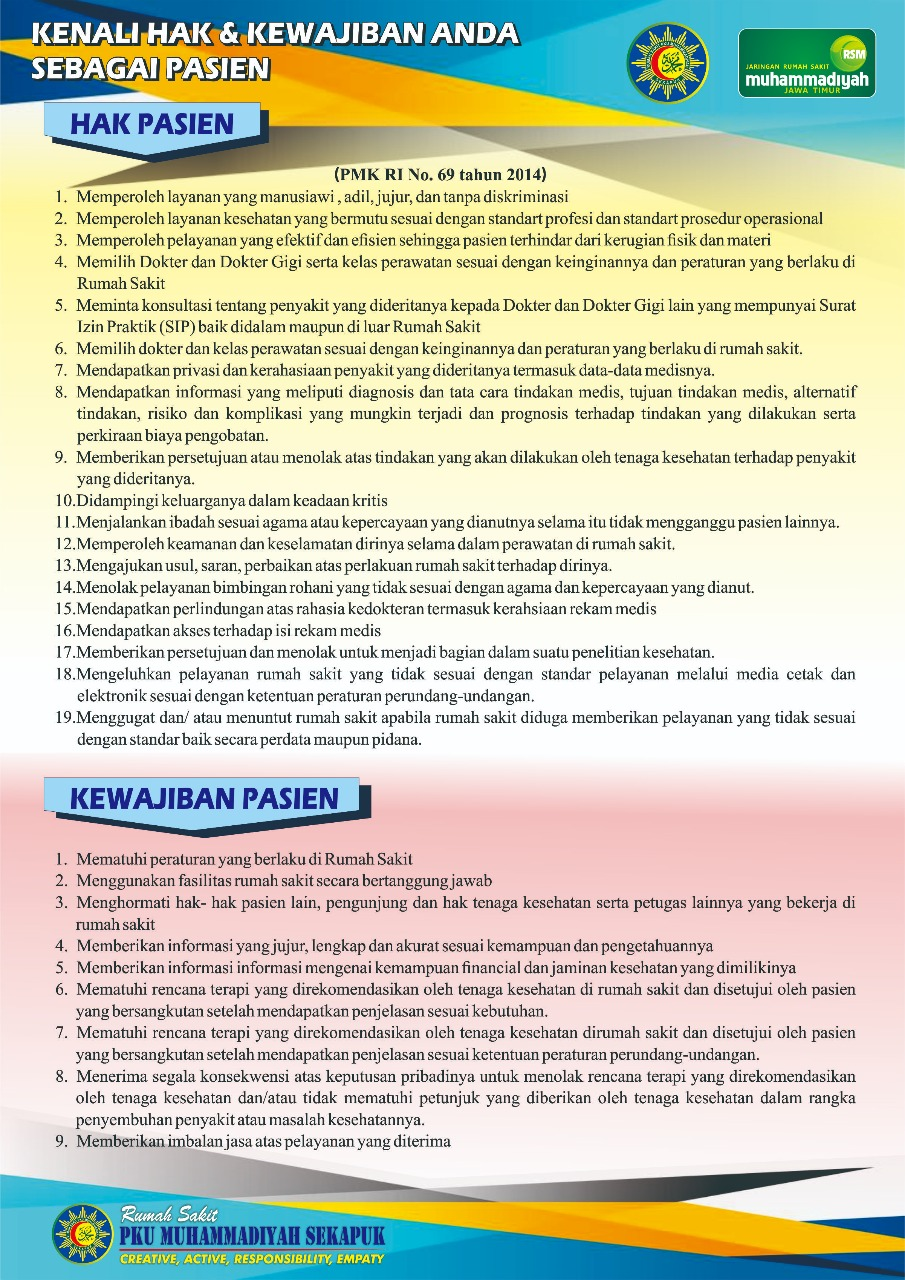 KENALI HAK & KEWAJIBAN ANDA
SEBAGAI PASIEN
JARINGAN RUMAH SAKIT
RSM
muhammadiyah
JAWA TIMUR
HAK PASIEN
(PMK RI No. 69 tahun 2014)
1. Memperoleh layanan yang manusiawi , adil, jujur, dan tanpa diskriminasi
2. Memperoleh layanan kesehatan yang bermutu sesuai dengan standart profesi dan standart prosedur operasional
3. Memperoleh pelayanan yang efektif dan efisien sehingga pasien terhindar dari kerugian fisik dan materi
4. Memilih Dokter dan Dokter Gigi serta kelas perawatan sesuai dengan keinginannya dan peraturan yang berlaku di
Rumah Sakit
5. Meminta konsultasi tentang penyakit yang dideritanya kepada Dokter dan Dokter Gigi lain yang mempunyai Surat
Izin Praktik (SIP) baik didalam maupun di luar Rumah Sakit
6. Memilih dokter dan kelas perawatan sesuai dengan keinginannya dan peraturan yang berlaku di rumah sakit.
7. Mendapatkan privasi dan kerahasiaan penyakit yang dideritanya termasuk data-data medisnya.
8. Mendapatkan informasi yang meliputi diagnosis dan tata cara tindakan medis, tujuan tindakan medis, alternatif
tindakan, risiko dan komplikasi yang mungkin terjadi dan prognosis terhadap tindakan yang dilakukan serta
perkiraan biaya pengobatan.
9. Memberikan persetujuan atau menolak atas tindakan yang akan dilakukan oleh tenaga kesehatan terhadap penyakit
yang dideritanya.
10.Didampingi keluarganya dalam keadaan kritis
11.Menjalankan ibadah sesuai agama atau kepercayaan yang dianutnya selama itu tidak mengganggu pasien lainnya.
12.Memperoleh keamanan dan keselamatan dirinya selama dalam perawatan di rumah sakit.
13.Mengajukan usul, saran, perbaikan atas perlakuan rumah sakit terhadap dirinya.
14.Menolak pelayanan bimbingan rohani yang tidak sesuai dengan agama dan kepercayaan yang dianut.
15.Mendapatkan perlindungan atas rahasia kedokteran termasuk kerahsiaan rekam medis
16.Mendapatkan akses terhadap isi rekam medis
17.Memberikan persetujuan dan menolak untuk menjadi bagian dalam suatu penelitian kesehatan.
18.Mengeluhkan pelayanan rumah sakit yang tidak sesuai dengan standar pelayanan melalui media cetak dan
elektronik sesuai dengan ketentuan peraturan perundang-undangan.
19.Menggugat dan/ atau menuntut rumah sakit apabila rumah sakit diduga memberikan pelayanan yang tidak sesuai
dengan standar baik secara perdata maupun pidana.
KEWAJIBAN PASIEN
1. Mematuhi peraturan yang berlaku di Rumah Sakit
2. Menggunakan fasilitas rumah sakit secara bertanggung jawab
3. Menghormati hak- hak pasien lain, pengunjung dan hak tenaga kesehatan serta petugas lainnya yang bekerja di
rumah sakit
4. Memberikan informasi yang jujur, lengkap dan akurat sesuai kemampuan dan pengetahuannya
5. Memberikan informasi informasi mengenai kemampuan financial dan jaminan kesehatan yang dimilikinya
6. Mematuhi rencana terapi yang direkomendasikan oleh tenaga kesehatan di rumah sakit dan disetujui oleh pasien
yang bersangkutan setelah mendapatkan penjelasan sesuai kebutuhan.
7. Mematuhi rencana terapi yang direkomendasikan oleh tenaga kesehatan dirumah sakit dan disetujui oleh pasien
yang bersangkutan setelah mendapatkan penjelasan sesuai ketentuan peraturan perundang-undangan.
8. Menerima segala konsekwensi atas keputusan pribadinya untuk menolak rencana terapi yang direkomendasikan
oleh tenaga kesehatan dan/atau tidak mematuhi petunjuk yang diberikan oleh tenaga kesehatan dalam rangka
penyembuhan penyakit atau masalah kesehatannya.
9. Memberikan imbalan jasa atas pelayanan yang diterima
Rumah Sakit
PKU MUHAMMADIYAH SEKAPUK
CREATIVE, ACTIVE, RESPONSIBILITY, EMPATY